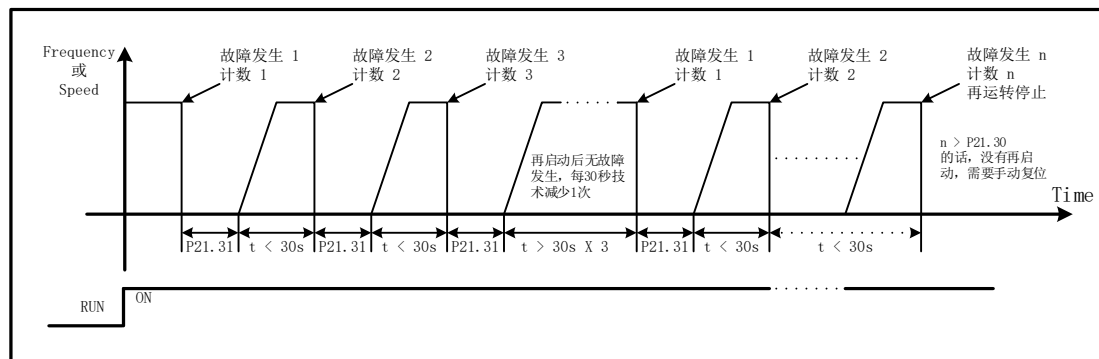 Frequency
或
Speed
故障发生 1
计数 1
故障发生 2
计数 2
故障发生 3
计数 3
故障发生 1
计数 1
故障发生 2
计数 2
故障发生 n
计数 n
再运转停止
再启动后无故障
发生，每30秒技
术减少1次
n > P21.30
的话，没有再启
动，需要手动复位
Time
P21.31
t < 30s
P21.31
t < 30s
P21.31
t > 30s X 3
P21.31
t < 30s
t < 30s
RUN
ON